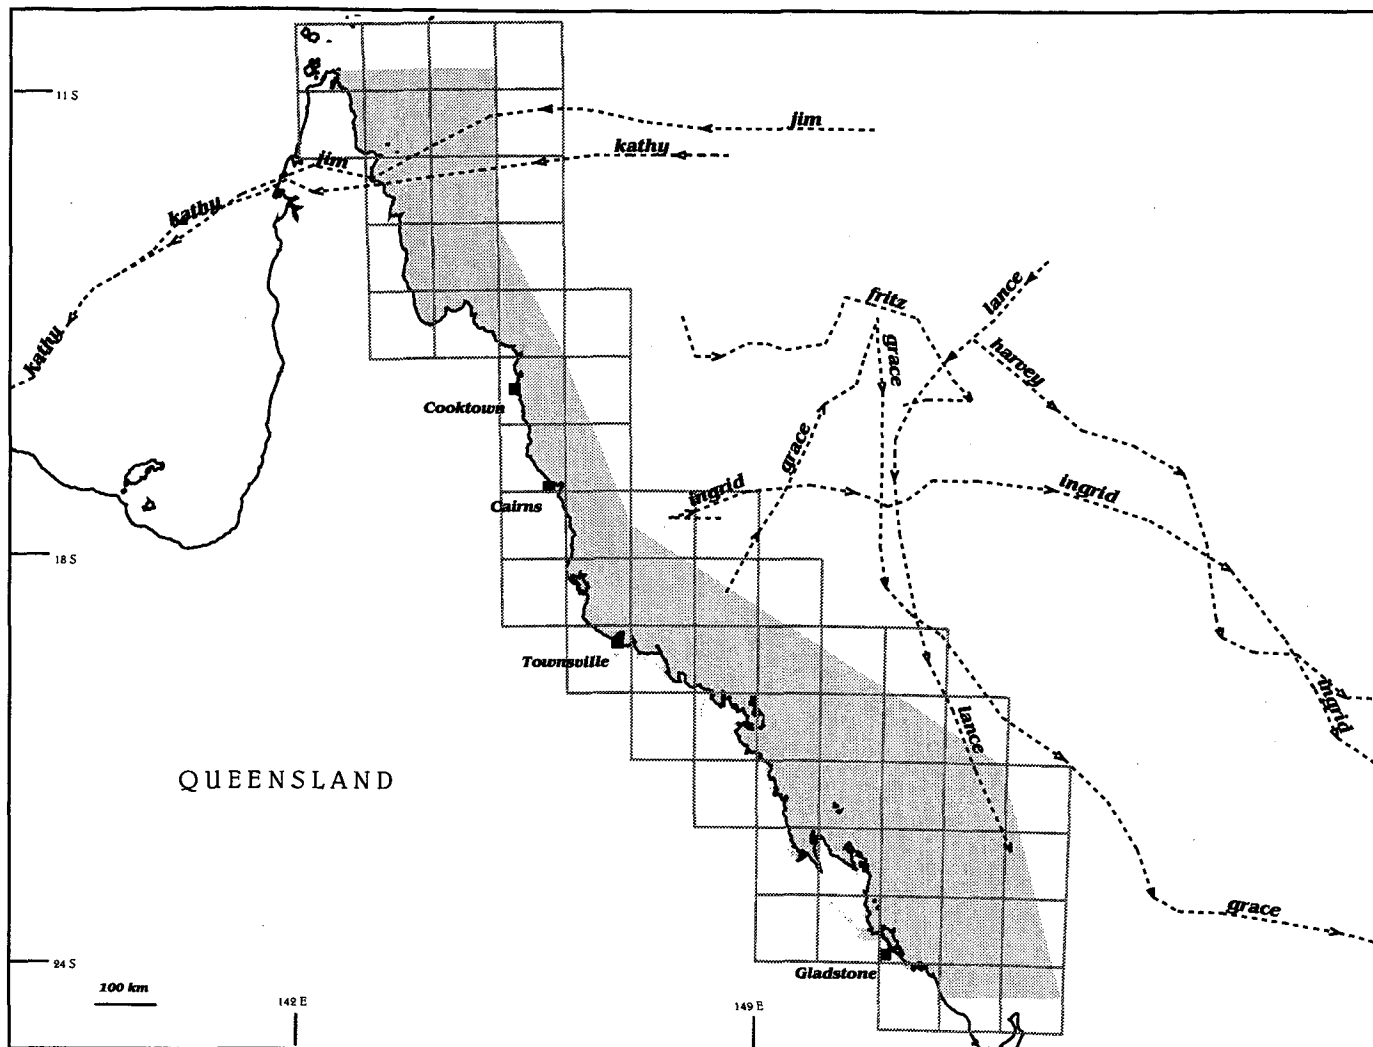 11 S
jim
kathy
jim
kathy
lance
fritz
kathy
grace
harvey
Cooktown
grace
ingrid
ingrid
Cairns
18 S
Townsville
ingrid
lance
QUEENSLAND
grace
24 S
Gladstone
100 km
142 E
149 E